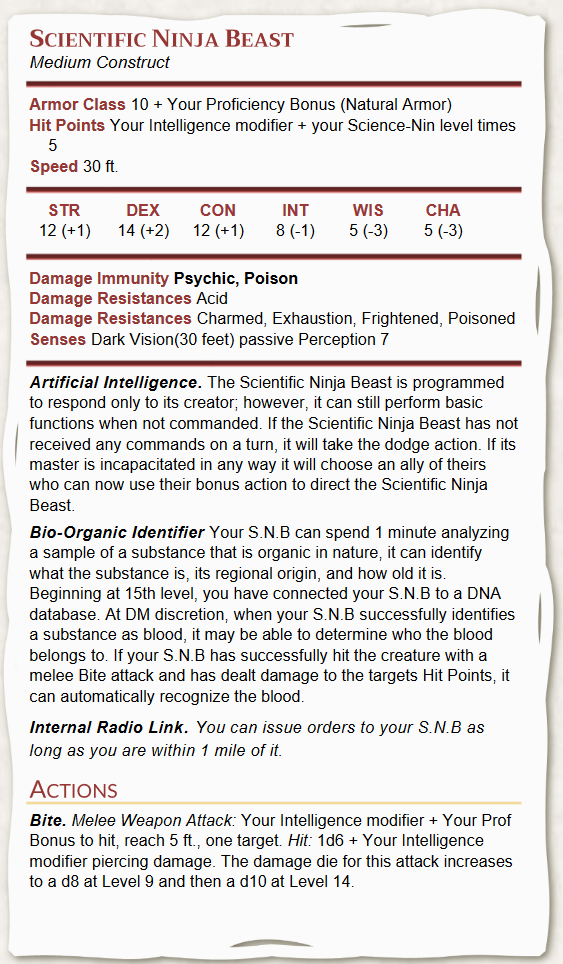 Scientific Ninja Beast
Medium Construct
Armor Class 10 + Your Proficiency Bonus (Natural Armor)
Hit Points Your Intelligence modifier + your Science-Nin level times
5
Speed 30 ft.
STR DEX CON INT WIS CHA
12 (+1) 14 (+2) 12 (+1) 8 (-1) 5 (-3) 5 (-3)
Damage Immunity Psychic, Poison
Damage Resistances Acid
Damage Resistances Charmed, Exhaustion, Frightened, Poisoned
Senses Dark Vision(30 feet) passive Perception 7
Artificial Intelligence. The Scientific Ninja Beast is programmed
to respond only to its creator; however, it can still perform basic
functions when not commanded. If the Scientific Ninja Beast has not
received any commands on a turn, it will take the dodge action. If its
master is incapacitated in any way it will choose an ally of theirs
who can now use their bonus action to direct the Scientific Ninja
Beast.
Bio-Organic Identifier Your S.N.B can spend 1 minute analyzing
a sample of a substance that is organic in nature, it can identify
what the substance is, its regional origin, and how old it is.
Beginning at 15th level, you have connected your S.N.B to a DNA
database. At DM discretion, when your S.N.B successfully identifies
a substance as blood, it may be able to determine who the blood
belongs to. If your S.N.B has successfully hit the creature with a
melee Bite attack and has dealt damage to the targets Hit Points, it
can automatically recognize the blood.
Internal Radio Link. You can issue orders to your S.N.B as
long as you are within 1 mile of it.
Actions
Bite. Melee Weapon Attack: Your Intelligence modifier + Your Prof
Bonus to hit, reach 5 ft., one target. Hit: 1d6 + Your Intelligence
modifier piercing damage. The damage die for this attack increases
to a d8 at Level 9 and then a d10 at Level 14.